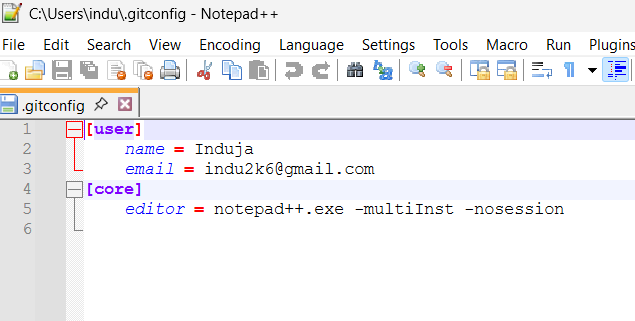 C:\Users\indu\.gitconfig - Notepad++
File Edit Search View Encoding Language Settings Tools Macro Run Plugins
.gitconfig
1 [user]
2 name = Induja
3 email = indu2k6@gmail.com
4 [core]
5 editor = notepad++.exe -multiInst -nosession
6